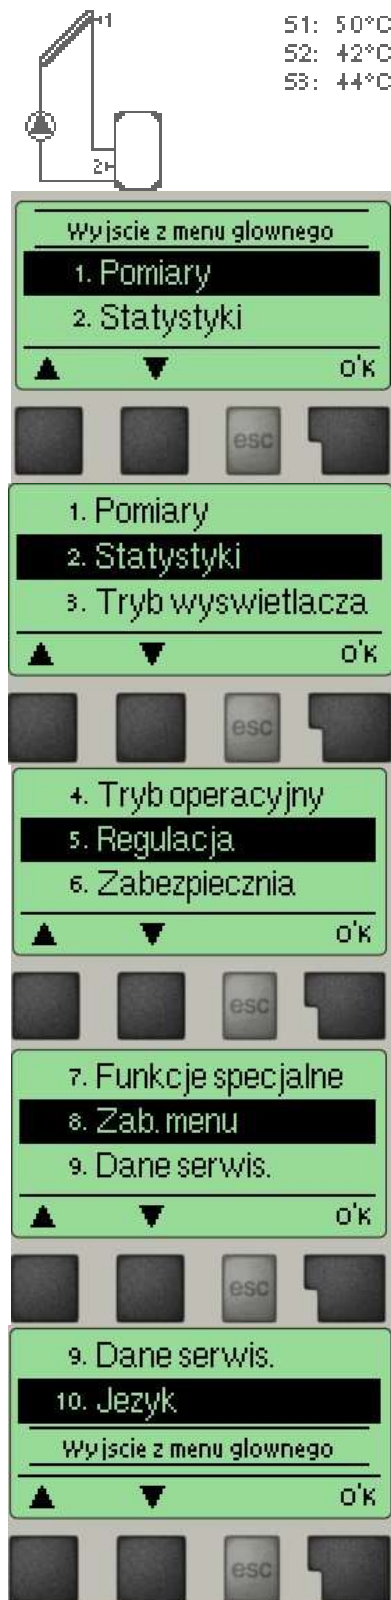 1
S1: 50°C
S2: 42°C
S3: 44°C
2
Wyjscie z menu glownego
1. Pomiary
2. Statystyki
O'K
esc
1. Pomiary
2. Statystyki
3. Tryb wyswietlacza
O'K
esc
4. Tryb operacyjny
5. Regulacja
6. Zabezpiecznia
O'K
esc
7. Funkcje specjalne
8. Zab. menu
9. Dane serwis.
O'K
esc
9. Dane serwis.
10. Jezyk
Wyjscie z menu glownego
O'K
esc